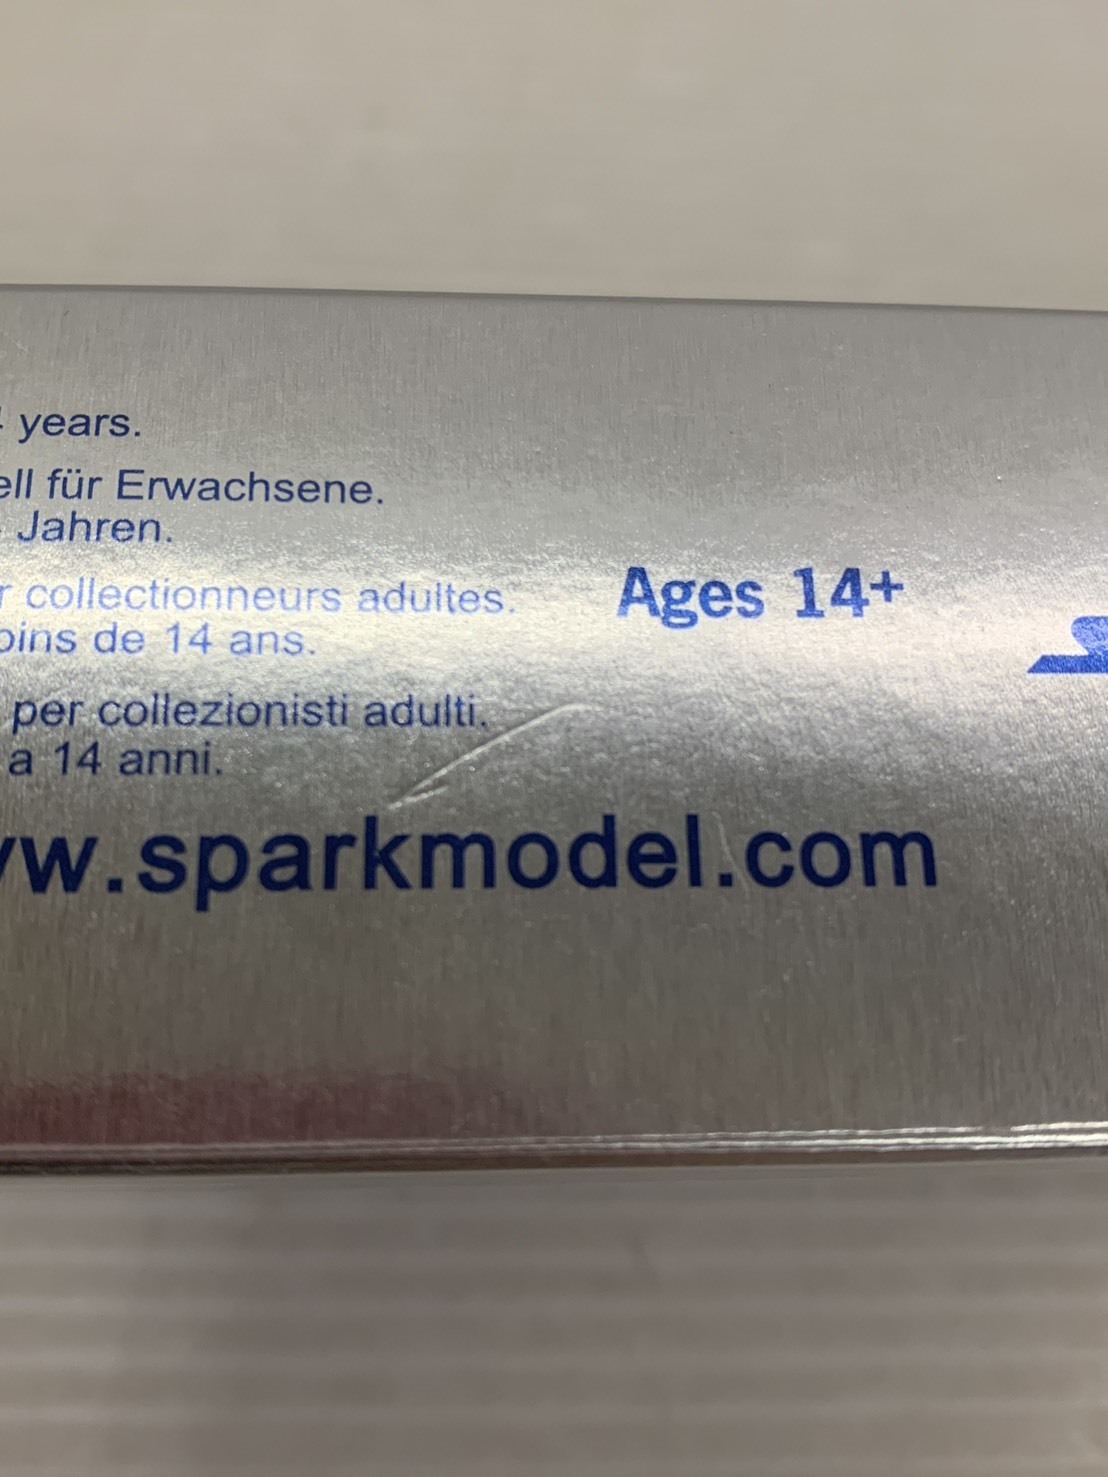 years.
ell für Erwachsene.
Jahren.
r collectionneurs adultes.
oins de 14 ans.
Ages 14+
per collezionisti adulti.
a 14 anni.
w.sparkmodel.com